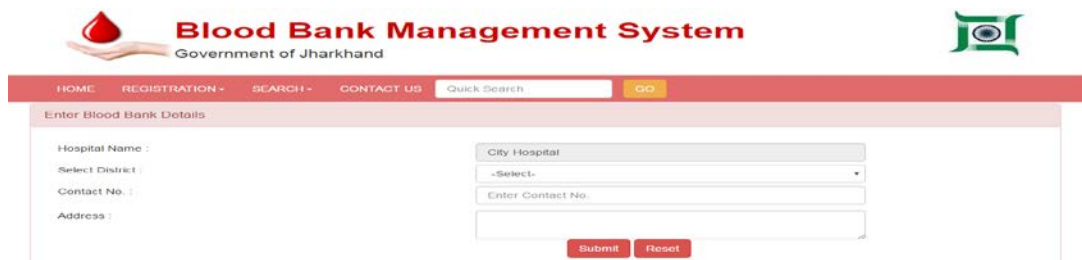 Blood Bank Management System
Government of Jharkhand
HOME REGISTRATION SEARCH CONTACT US Quick Search GO
Enter Blood Bank Details
Hospital Name : City Hospital
Select District : -Select-
Contact No. : Enter Contact No.
Address :
Submit Reset